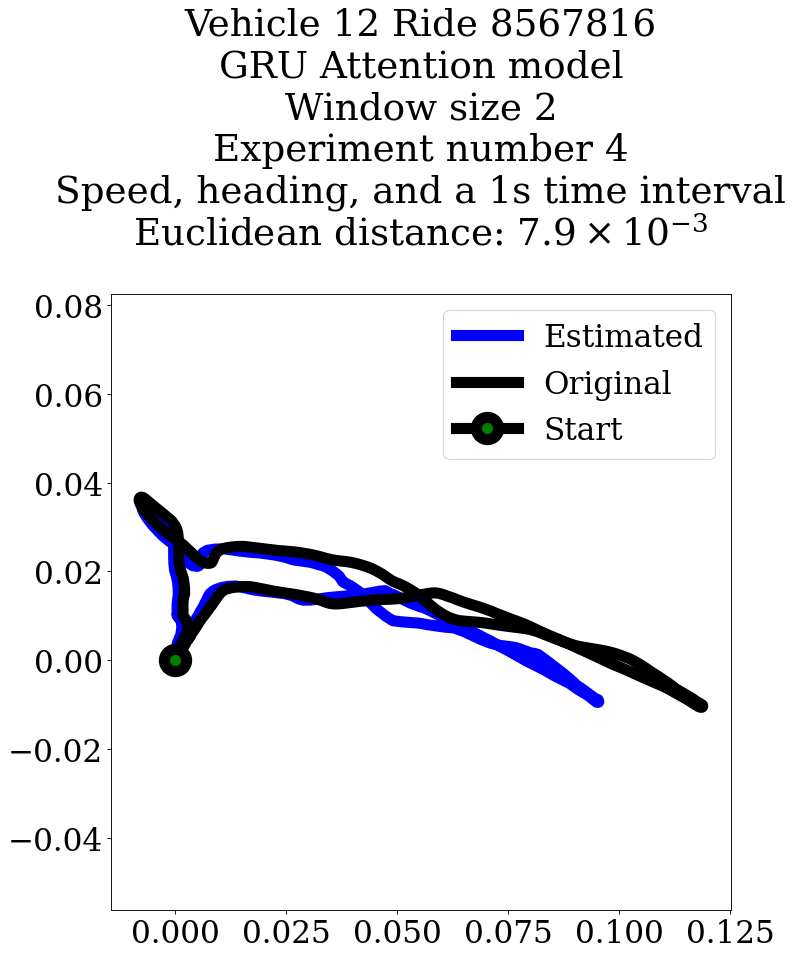 Vehicle 12 Ride 8567816
GRU Attention model
Window size 2
Experiment number 4
Speed, heading, and a 1s time interval
Euclidean distance: 7.9 × 10⁻³
Estimated
Original
Start
0.08
0.06
0.04
0.02
0.00
−0.02
−0.04
0.000 0.025 0.050 0.075 0.100 0.125